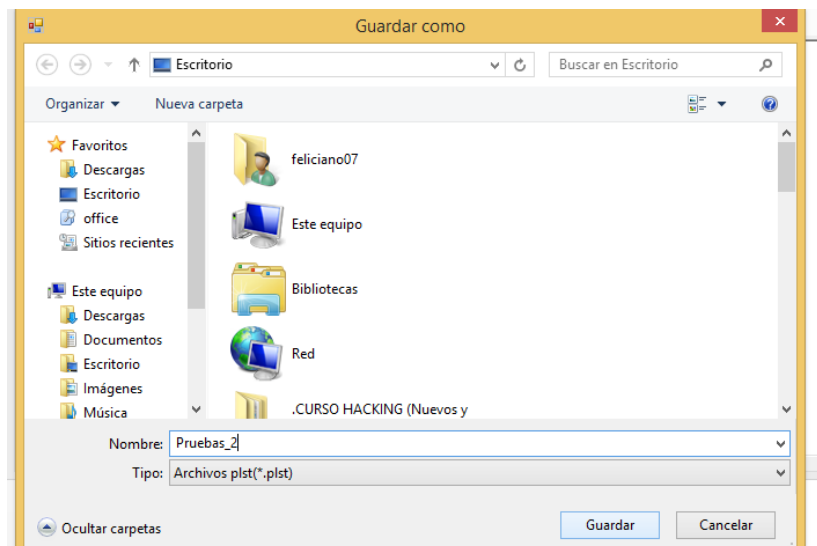 Guardar como
Escritorio
Buscar en Escritorio
Organizar
Nueva carpeta
Favoritos
Descargas
Escritorio
office
Sitios recientes
Este equipo
Descargas
Documentos
Escritorio
Imágenes
Música
feliciano07
Este equipo
Bibliotecas
Red
.CURSO HACKING (Nuevos y
Nombre: Pruebas_2
Tipo: Archivos plst(*.plst)
Ocultar carpetas
Guardar
Cancelar